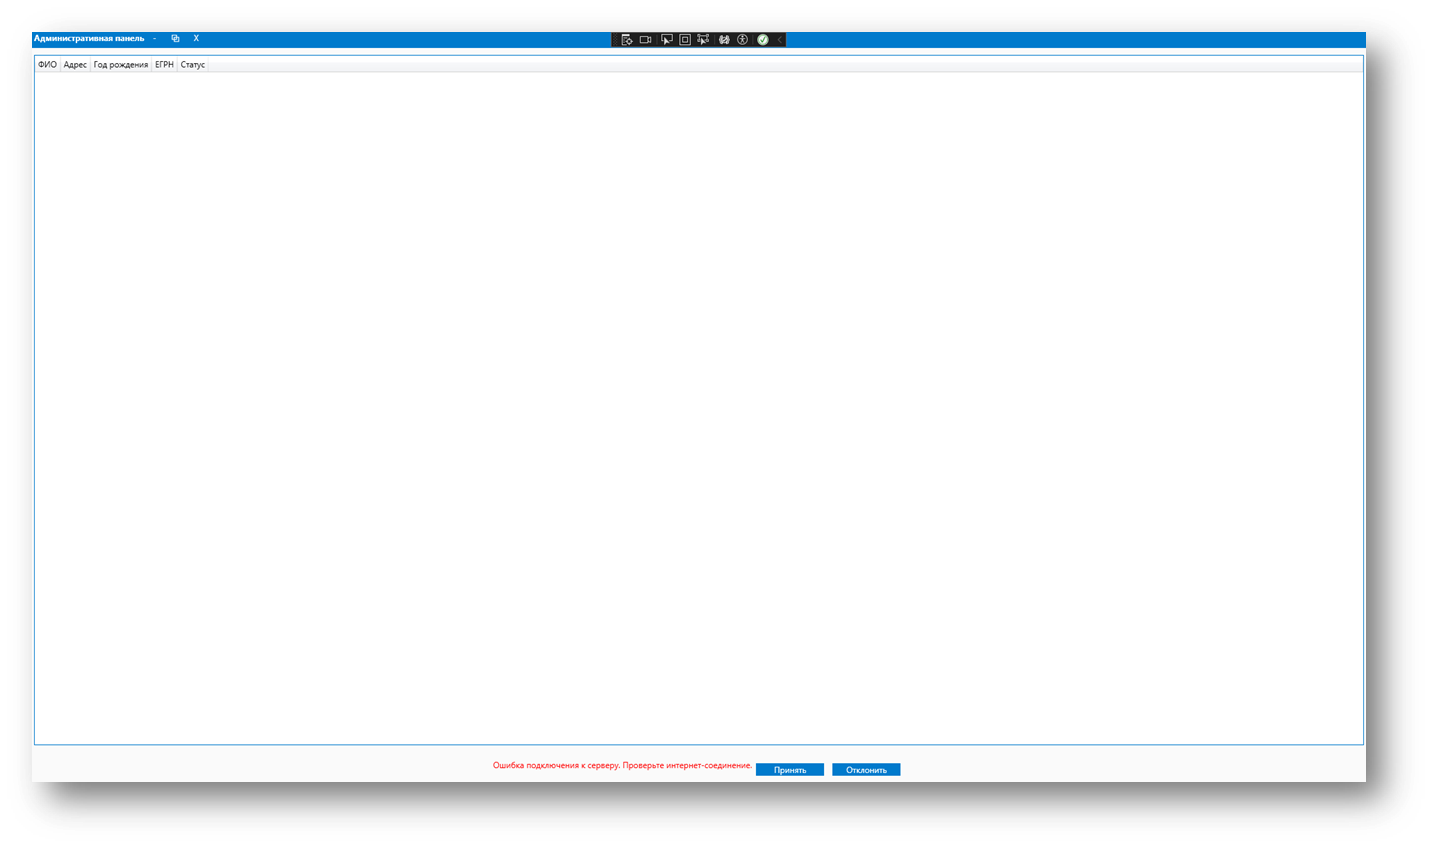 Административная панель - X
ФИО Адрес Год рождения ЕГРН Статус
Ошибка подключения к серверу. Проверьте интернет-соединение. Принять Отклонить